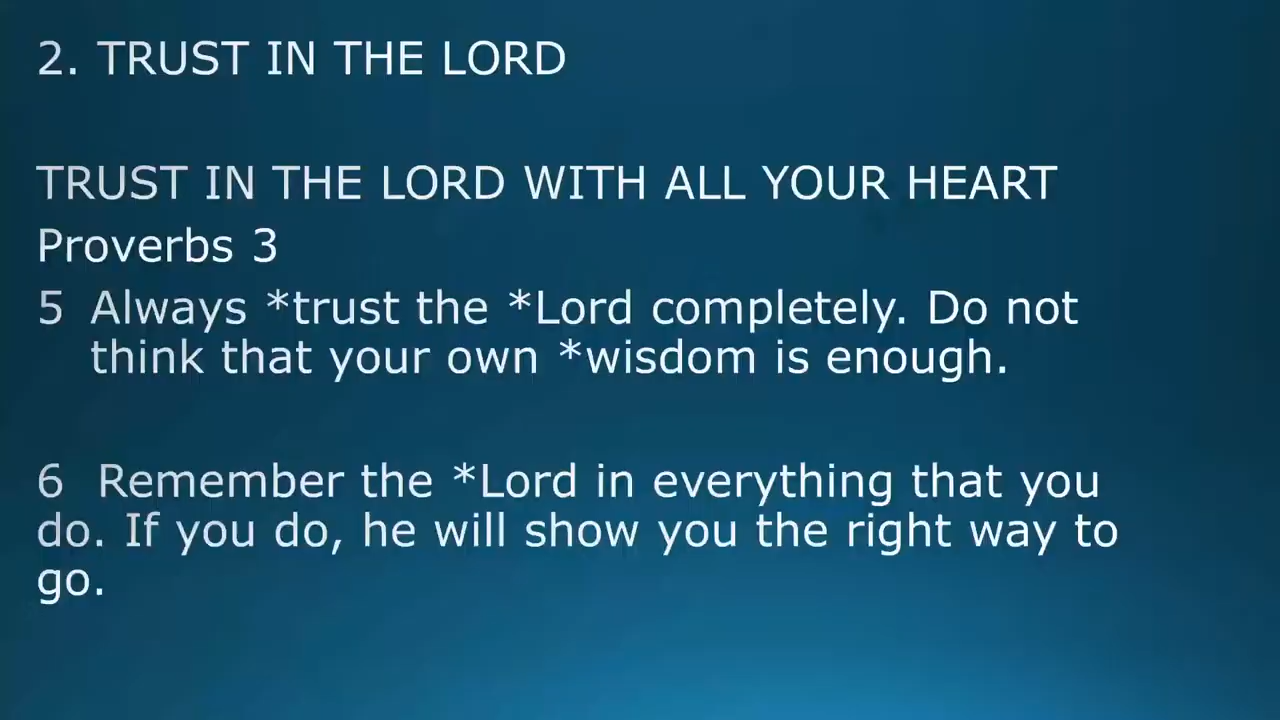 2. TRUST IN THE LORD
TRUST IN THE LORD WITH ALL YOUR HEART
Proverbs 3
5 Always *trust the *Lord completely. Do not
think that your own *wisdom is enough.
6 Remember the *Lord in everything that you
do. If you do, he will show you the right way to
go.